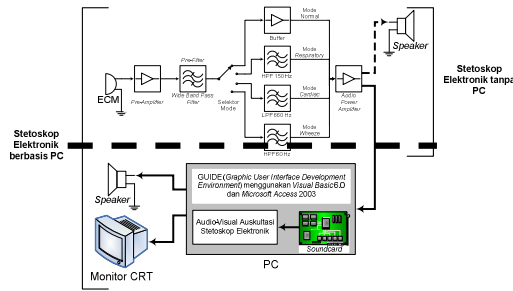 Mode
Normal
Buffer
Speaker
Stetoskop
Elektronik tanpa
PC
Pre-Filter
Mode
Respiratory
HPF 150Hz
ECM
Pre-Amplifier
Wide Band Pass
Filter
Selektor
Mode
Mode
Cardiac
LPF 660 Hz
Audio
Power
Amplifier
Mode
Wheeze
HPF 60 Hz
Stetoskop
Elektronik
berbasis PC
Speaker
GUIDE(Graphic User Interface Development
Environment) menggunakan Visual Basic 6.0
dan Microsoft Access 2003
Audio-Visual Auskultasi
Stetoskop Elektronik
Soundcard
Monitor CRT
PC